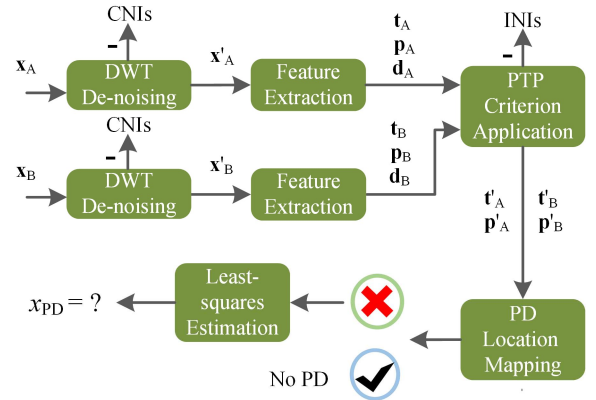 CNIs
INIs
-
-
x_A
DWT
De-noising
x'_A
Feature
Extraction
t_A
p_A
d_A
PTP
Criterion
Application
CNIs
-
x_B
DWT
De-noising
x'_B
Feature
Extraction
t_B
p_B
d_B
t'_A
p'_A
t'_B
p'_B
x_PD = ?
Least-
squares
Estimation
PD
Location
Mapping
No PD